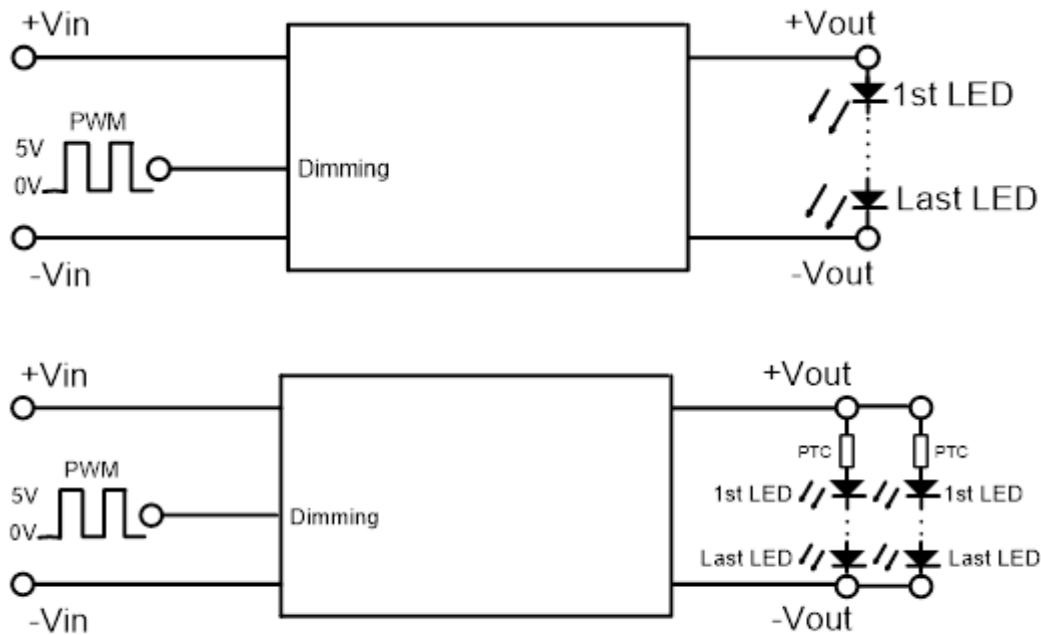 +Vin
+Vout
PWM
5V
0V
Dimming
1st LED
Last LED
-Vin
-Vout
+Vin
+Vout
PWM
5V
0V
Dimming
PTC
PTC
1st LED
1st LED
Last LED
Last LED
-Vin
-Vout